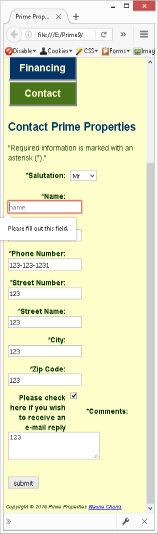 Prime Properties
file:///E:/Prime9/
Disable Cookies CSS Forms Imag
Financing
Contact
Contact Prime Properties
*Required information is marked with an
asterisk (*).*
*Salutation: Mr
*Name:
name
Please fill out this field.
*Phone Number:
123-123-1231
*Street Number:
123
*Street Name:
123
*City:
123
*Zip Code:
123
Please check
here if you wish
to receive an
e-mail reply
*Comments:
123
submit
Copyright © 2016 Prime Properties